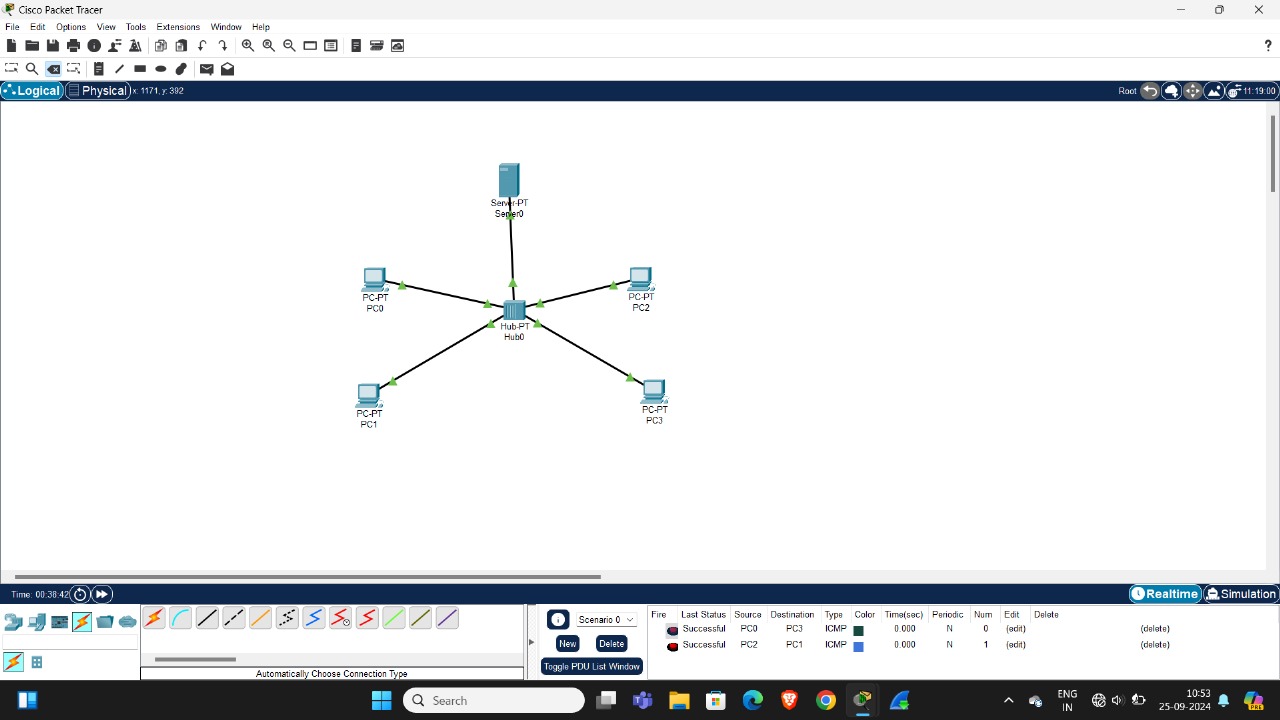 Cisco Packet Tracer
File Edit Options View Tools Extensions Window Help
?
Logical Physical x: 1171, y: 392 Root 11:19:00
Server-PT
Server0
PC-PT
PC0
PC-PT
PC2
Hub-PT
Hub0
PC-PT
PC1
PC-PT
PC3
Time: 00:38:42 Realtime Simulation
Scenario 0
New Delete
Toggle PDU List Window
Automatically Choose Connection Type
Fire Last Status Source Destination Type Color Time(sec) Periodic Num Edit Delete
Successful PC0 PC3 ICMP 0.000 N 0 (edit) (delete)
Successful PC2 PC1 ICMP 0.000 N 1 (edit) (delete)
Search
ENG
IN
10:53
25-09-2024
PRE